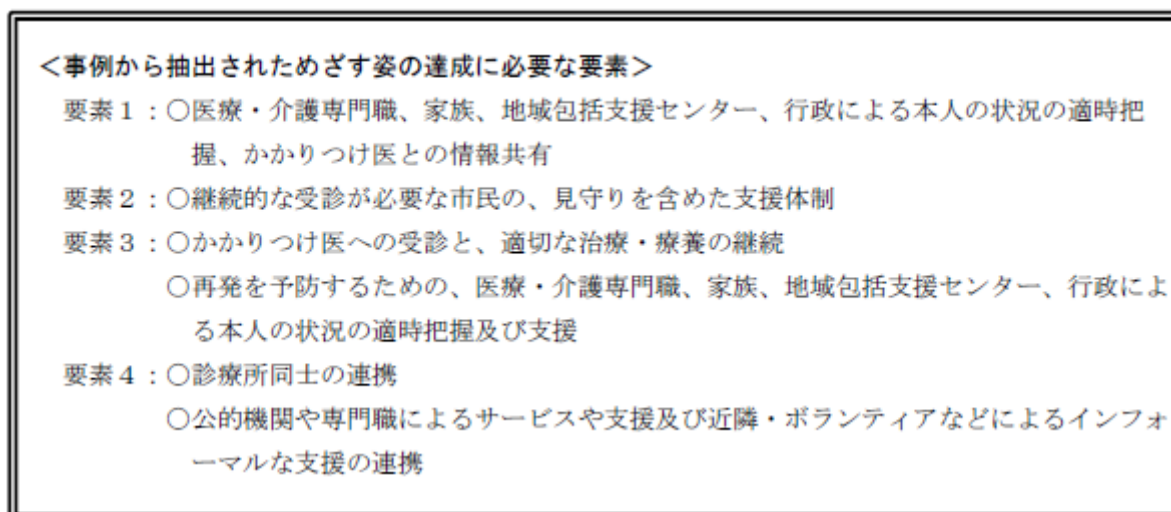 ＜事例から抽出されためざす姿の達成に必要な要素＞
要素１：〇医療・介護専門職、家族、地域包括支援センター、行政による本人の状況の適時把
握、かかりつけ医との情報共有
要素２：〇継続的な受診が必要な市民の、見守りを含めた支援体制
要素３：〇かかりつけ医への受診と、適切な治療・療養の継続
〇再発を予防するための、医療・介護専門職、家族、地域包括支援センター、行政によ
る本人の状況の適時把握及び支援
要素４：〇診療所同士の連携
〇公的機関や専門職によるサービスや支援及び近隣・ボランティアなどによるインフォ
ーマルな支援の連携